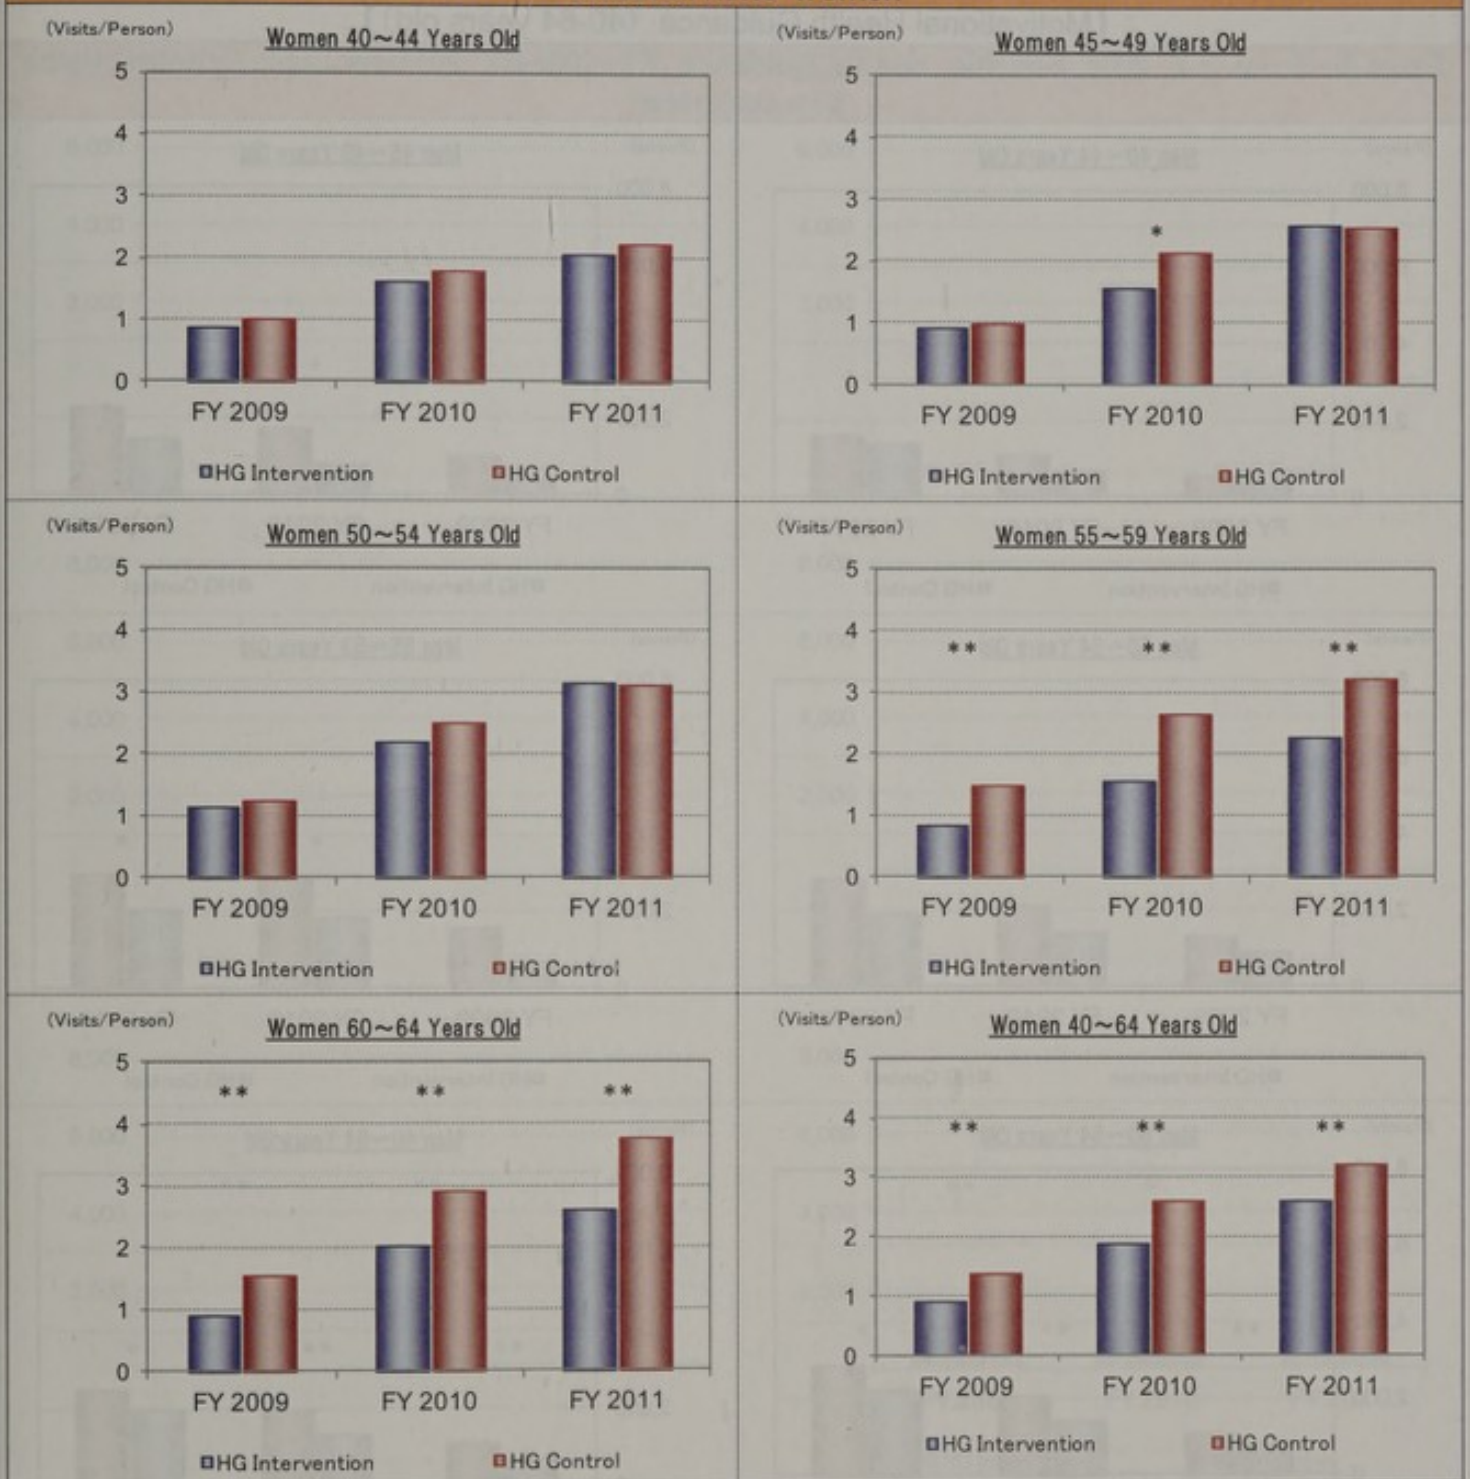 (Visits/Person)
Women 40～44 Years Old
5
4
3
2
1
0
FY 2009 FY 2010 FY 2011
HG Intervention HG Control
(Visits/Person)
Women 45～49 Years Old
5
4
3
2
1
0
*
FY 2009 FY 2010 FY 2011
HG Intervention HG Control
(Visits/Person)
Women 50～54 Years Old
5
4
3
2
1
0
FY 2009 FY 2010 FY 2011
HG Intervention HG Control
(Visits/Person)
Women 55～59 Years Old
5
4
3
2
1
0
** ** **
FY 2009 FY 2010 FY 2011
HG Intervention HG Control
(Visits/Person)
Women 60～64 Years Old
5
4
3
2
1
0
** ** **
FY 2009 FY 2010 FY 2011
HG Intervention HG Control
(Visits/Person)
Women 40～64 Years Old
5
4
3
2
1
0
** ** **
FY 2009 FY 2010 FY 2011
HG Intervention HG Control